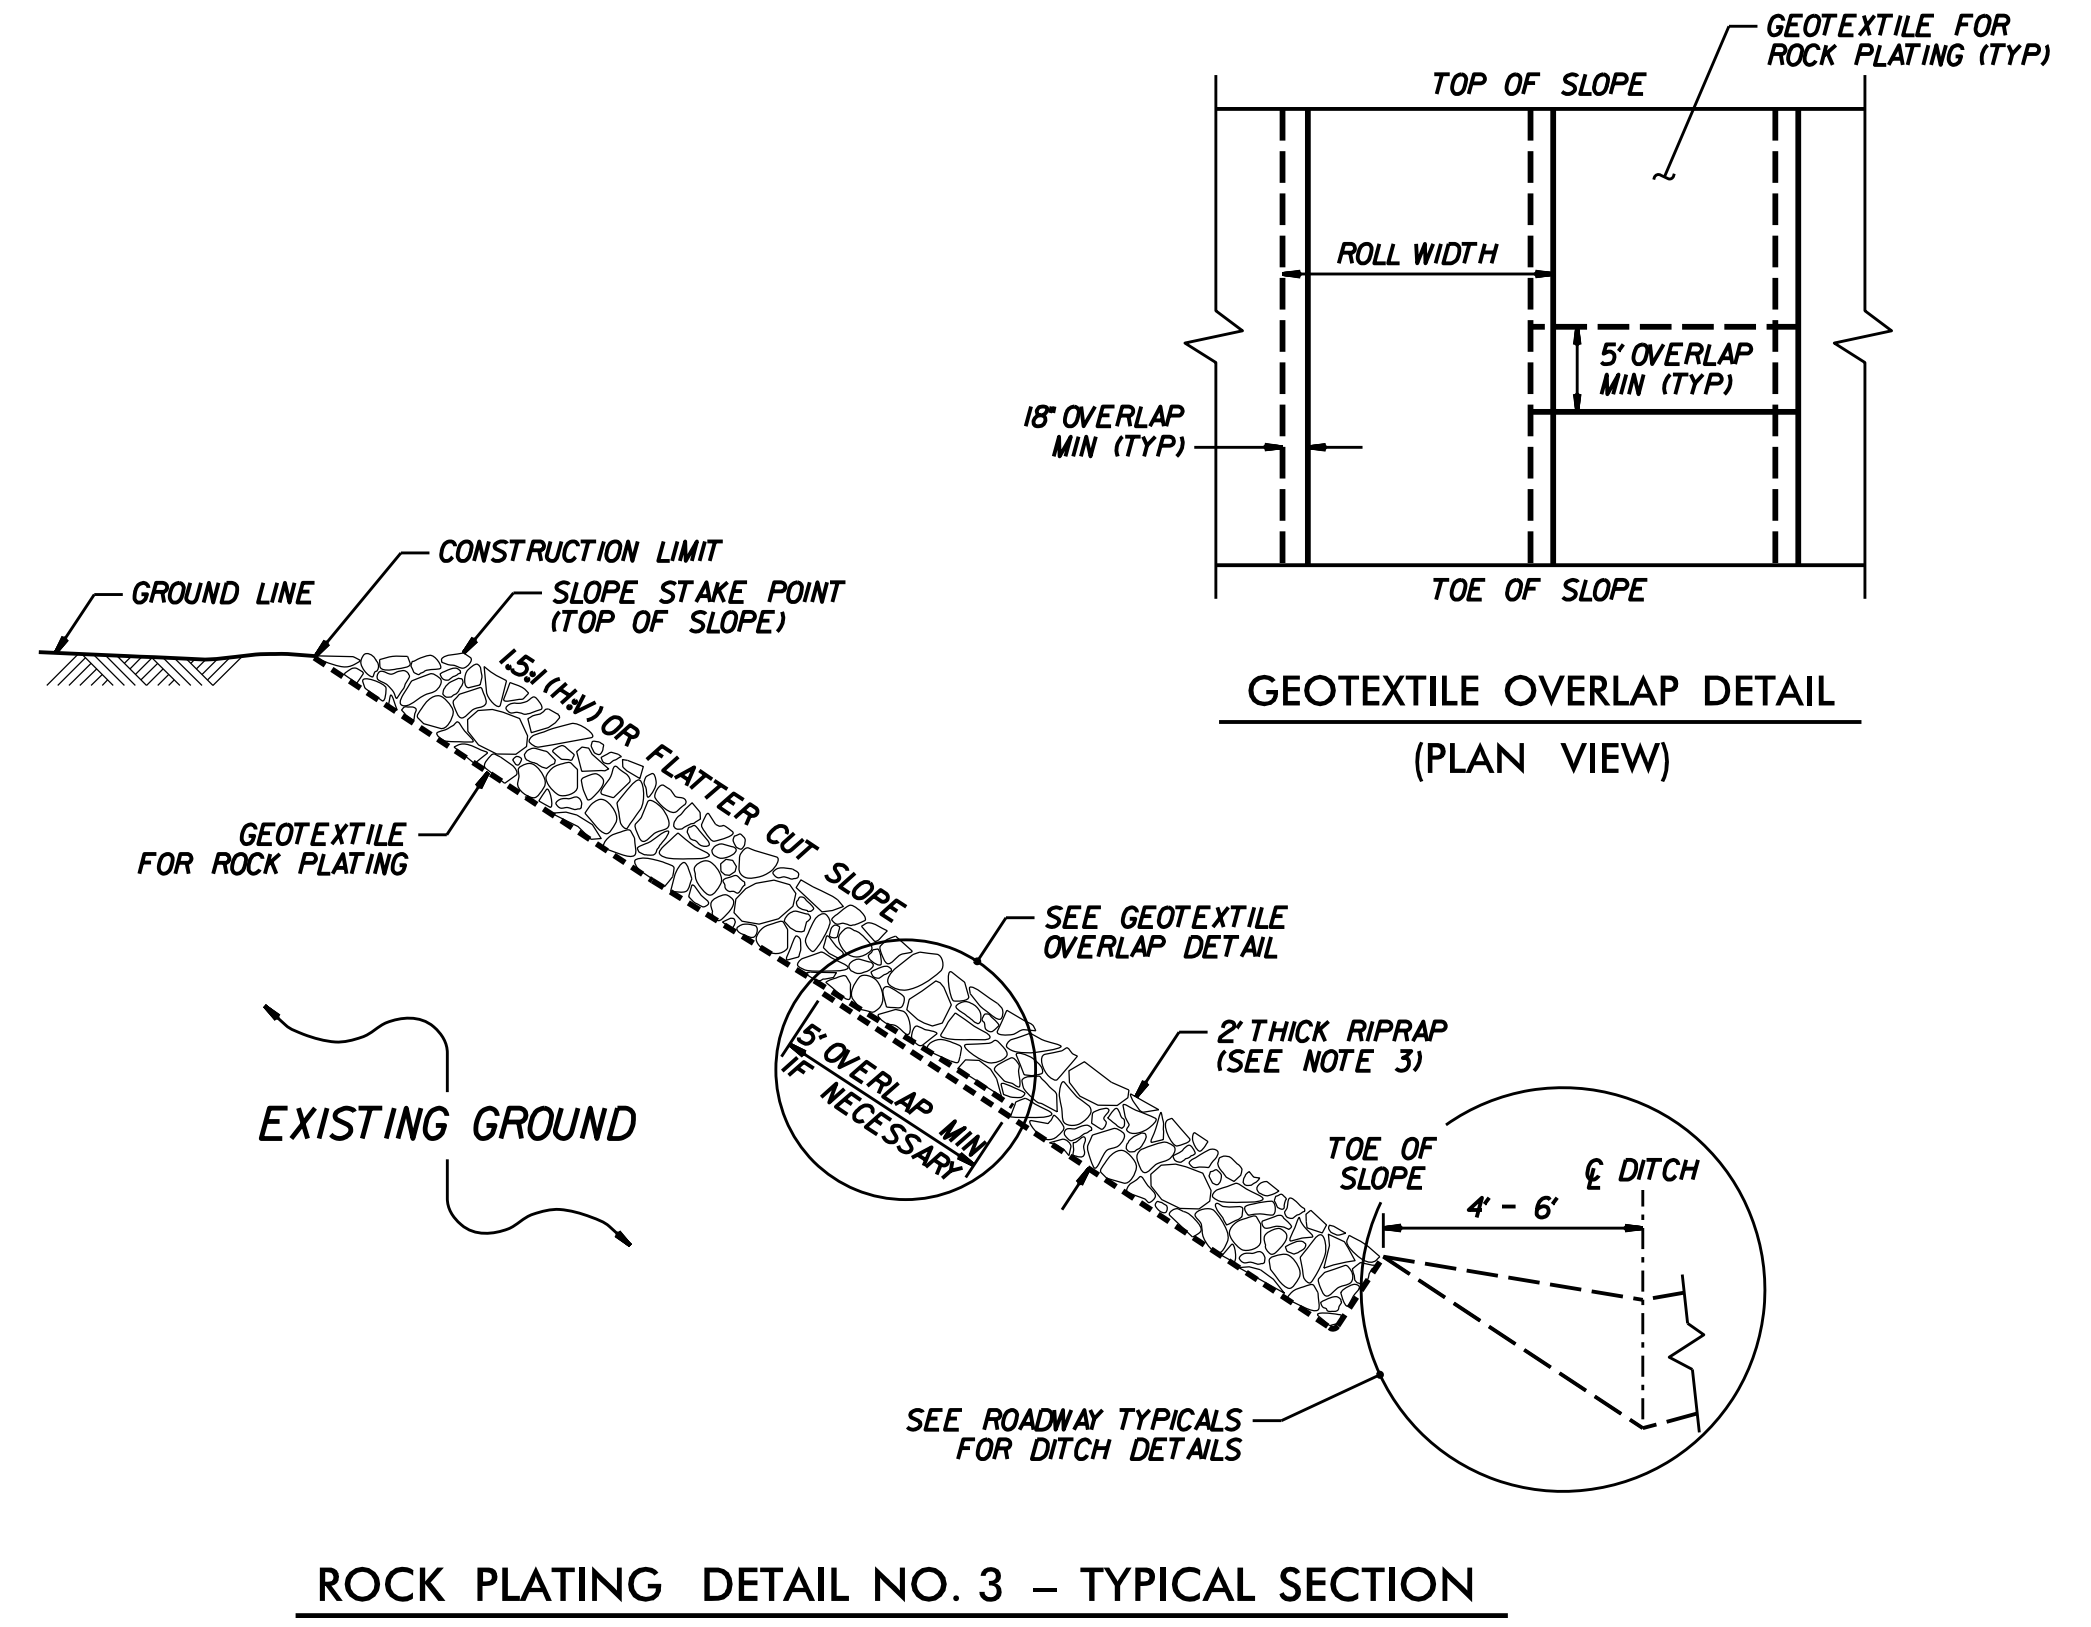 GEOTEXTILE FOR
ROCK PLATING (TYP)
TOP OF SLOPE
ROLL WIDTH
5' OVERLAP
MIN (TYP)
18" OVERLAP
MIN (TYP)
TOE OF SLOPE
GEOTEXTILE OVERLAP DETAIL
(PLAN VIEW)
CONSTRUCTION LIMIT
GROUND LINE
SLOPE STAKE POINT
(TOP OF SLOPE)
1.5:1 (H:V) OR FLATTER CUT SLOPE
GEOTEXTILE
FOR ROCK PLATING
SEE GEOTEXTILE
OVERLAP DETAIL
5' OVERLAP MIN
IF NECESSARY
2' THICK RIPRAP
(SEE NOTE 3)
EXISTING GROUND
TOE OF
SLOPE
℄ DITCH
4' - 6'
SEE ROADWAY TYPICALS
FOR DITCH DETAILS
ROCK PLATING DETAIL NO. 3 – TYPICAL SECTION